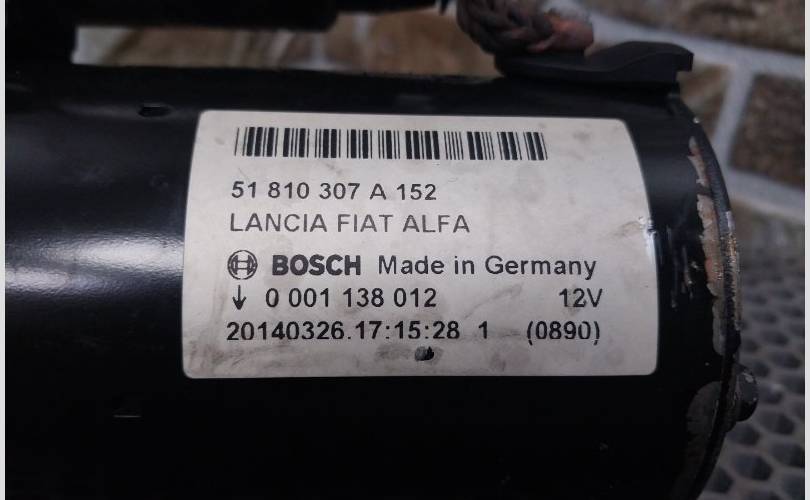 51 810 307 A 152
LANCIA FIAT ALFA
BOSCH Made in Germany
↓ 0 001 138 012 12V
20140326.17:15:28 1 (0890)